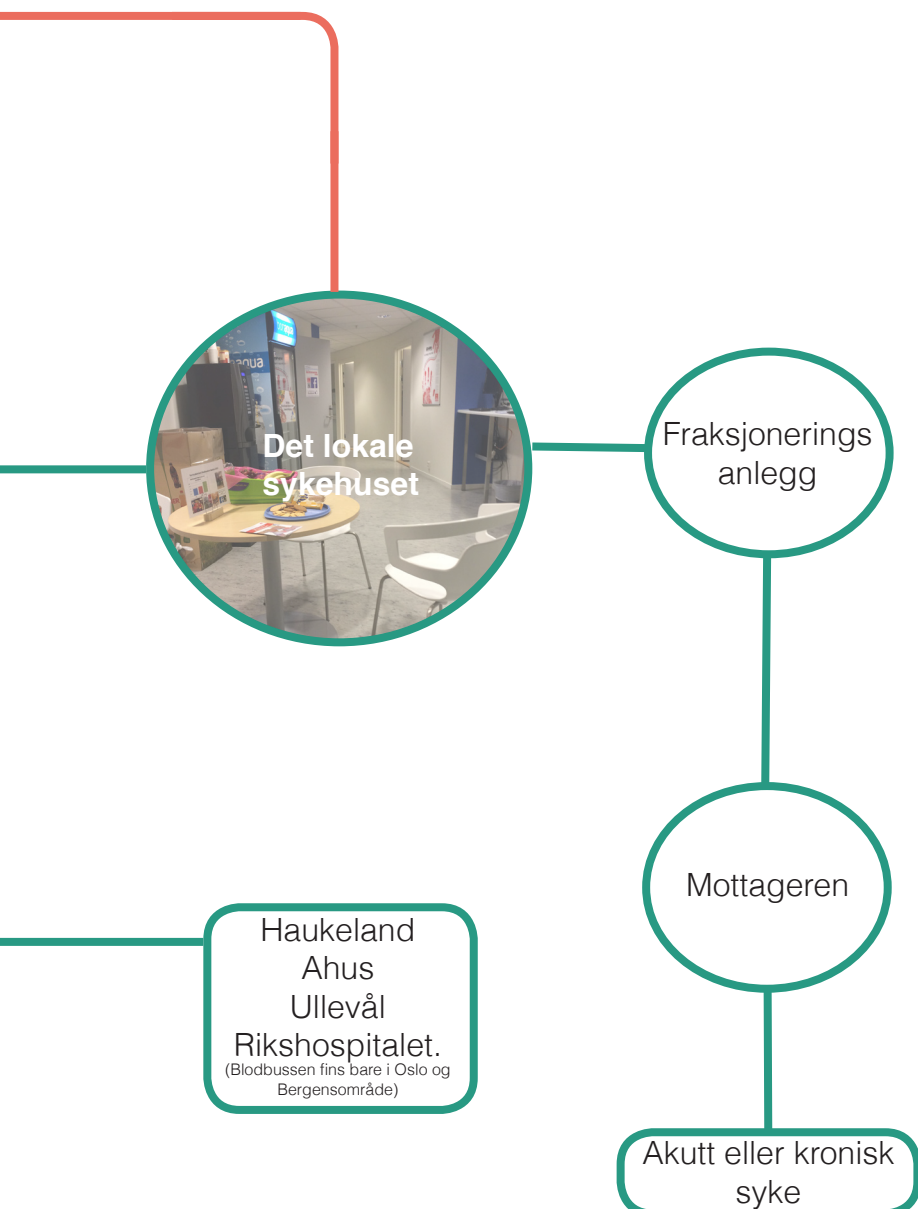 aqua
Det lokale
sykehuset
Fraksjonerings
anlegg
Mottageren
Haukeland
Ahus
Ullevål
Rikshospitalet.
(Blodbussen fins bare i Oslo og
Bergensområde)
Akutt eller kronisk
syke